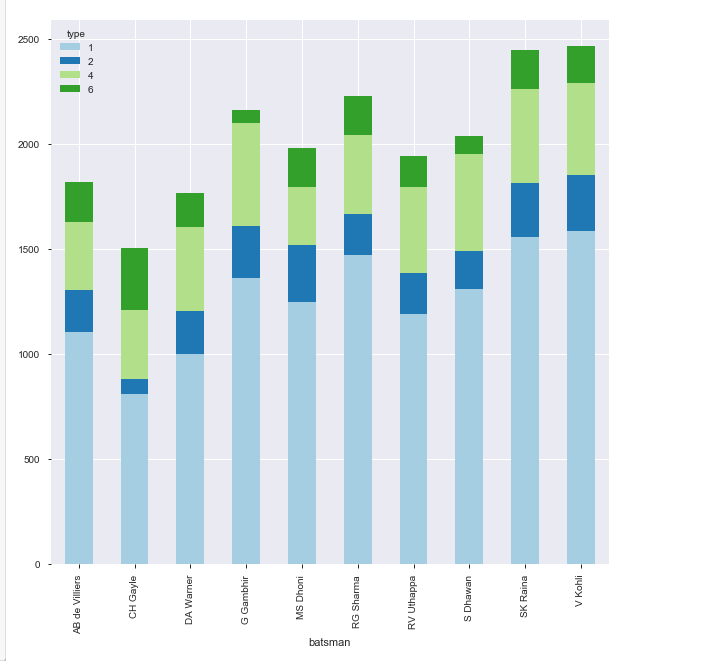 type
1
2
4
6
2500
2000
1500
1000
500
0
AB de Villiers
CH Gayle
DA Warner
G Gambhir
MS Dhoni
RG Sharma
RV Uthappa
S Dhawan
SK Raina
V Kohli
batsman